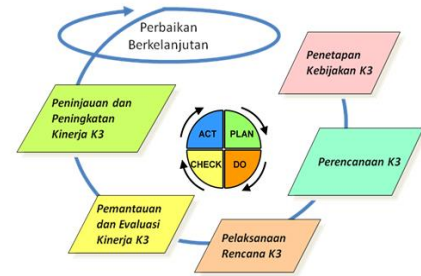 Perbaikan
Berkelanjutan
Penetapan
Kebijakan K3
Perencanaan K3
Pelaksanaan
Rencana K3
Pemantauan
dan Evaluasi
Kinerja K3
Peninjauan dan
Peningkatan
Kinerja K3
ACT
PLAN
CHECK
DO